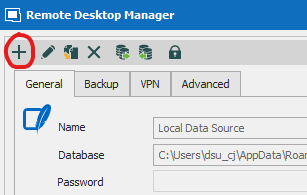 Remote Desktop Manager
General Backup VPN Advanced
Name Local Data Source
Database C:\Users\dsu_cj\AppData\Roar
Password